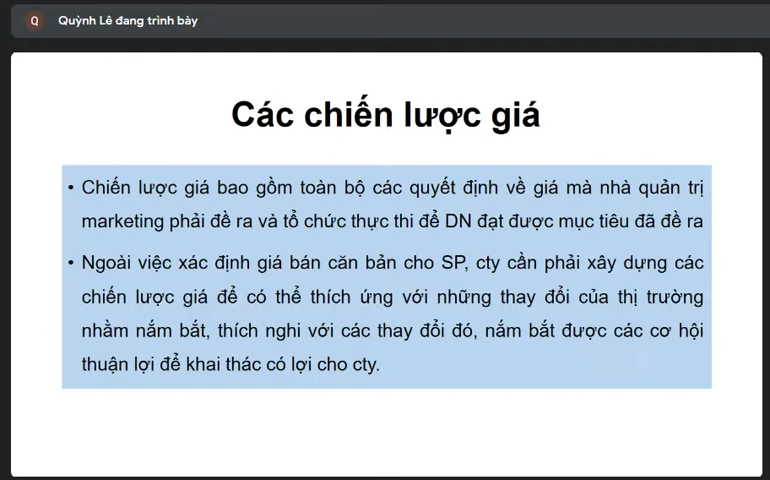 Q
Quỳnh Lê đang trình bày
Các chiến lược giá
• Chiến lược giá bao gồm toàn bộ các quyết định về giá mà nhà quản trị
marketing phải đề ra và tổ chức thực thi để DN đạt được mục tiêu đã đề ra
• Ngoài việc xác định giá bán căn bản cho SP, cty cần phải xây dựng các
chiến lược giá để có thể thích ứng với những thay đổi của thị trường
nhằm nắm bắt, thích nghi với các thay đổi đó, nắm bắt được các cơ hội
thuận lợi để khai thác có lợi cho cty.